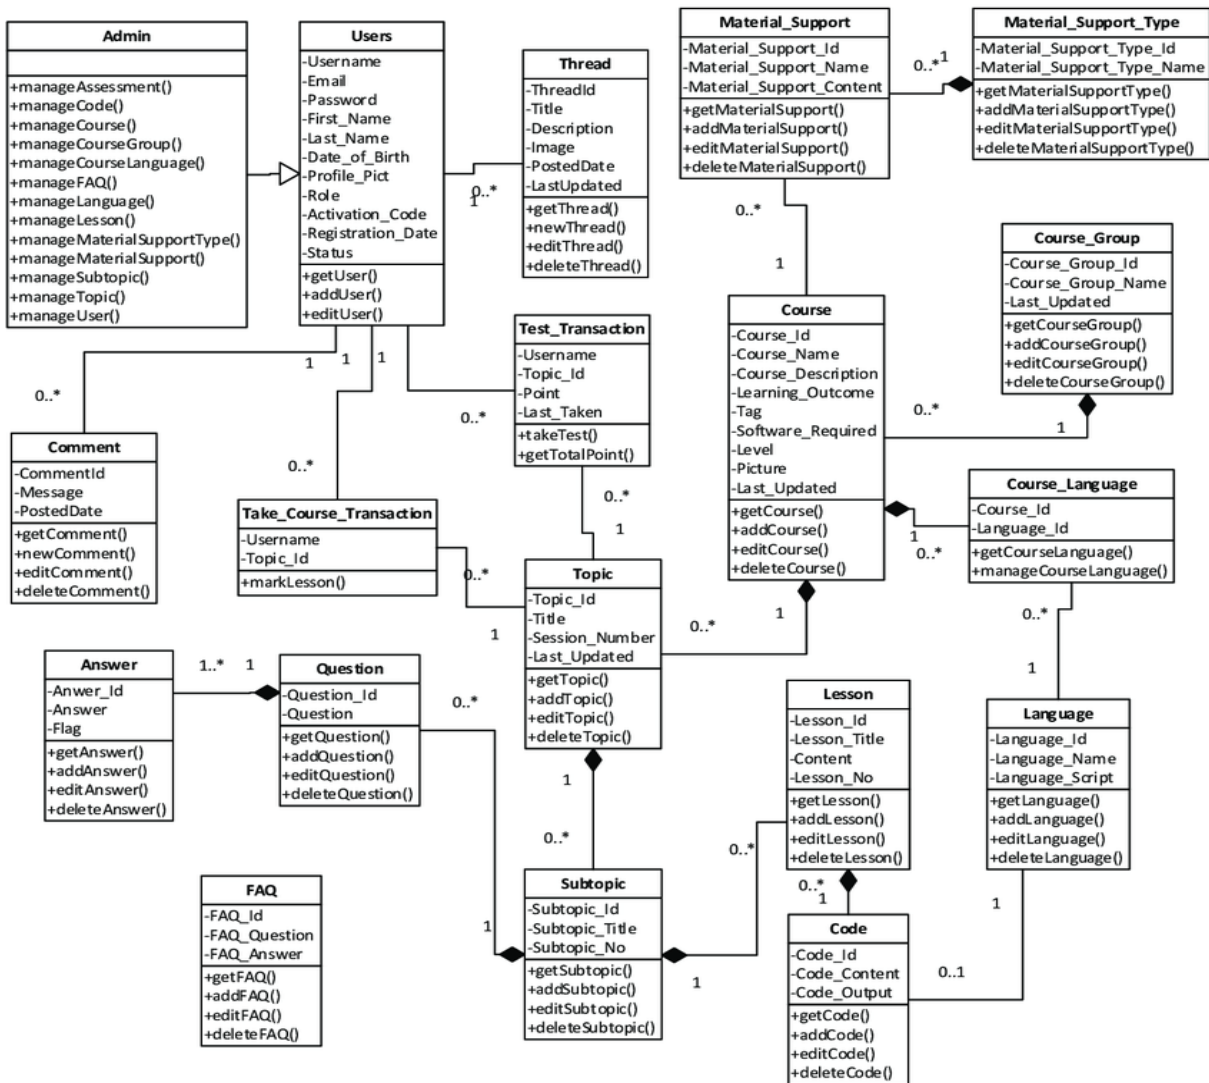 Admin
+manageAssessment()
+manageCode()
+manageCourse()
+manageCourseGroup()
+manageCourseLanguage()
+manageFAQ()
+manageLanguage()
+manageLesson()
+manageMaterialSupportType()
+manageMaterialSupport()
+manageSubtopic()
+manageTopic()
+manageUser()
Users
-Username
-Email
-Password
-First_Name
-Last_Name
-Date_of_Birth
-Profile_Pict
-Role
-Activation_Code
-Registration_Date
-Status
+getUser()
+addUser()
+editUser()
Thread
-ThreadId
-Title
-Description
-Image
-PostedDate
-LastUpdated
+getThread()
+newThread()
+editThread()
+deleteThread()
0..*
1
Material_Support
-Material_Support_Id
-Material_Support_Name
-Material_Support_Content
+getMaterialSupport()
+addMaterialSupport()
+editMaterialSupport()
+deleteMaterialSupport()
0..*
1
Material_Support_Type
-Material_Support_Type_Id
-Material_Support_Type_Name
+getMaterialSupportType()
+addMaterialSupportType()
+editMaterialSupportType()
+deleteMaterialSupportType()
0..*
1
Course_Group
-Course_Group_Id
-Course_Group_Name
-Last_Updated
+getCourseGroup()
+addCourseGroup()
+editCourseGroup()
+deleteCourseGroup()
0..*
1
Course
-Course_Id
-Course_Name
-Course_Description
-Learning_Outcome
-Tag
-Software_Required
-Level
-Picture
-Last_Updated
+getCourse()
+addCourse()
+editCourse()
+deleteCourse()
1
0..*
Course_Language
-Course_Id
-Language_Id
+getCourseLanguage()
+manageCourseLanguage()
0..*
1
Test_Transaction
-Username
-Topic_Id
-Point
-Last_Taken
+takeTest()
+getTotalPoint()
1
1
1
0..*
0..*
0..*
0..*
1
Comment
-CommentId
-Message
-PostedDate
+getComment()
+newComment()
+editComment()
+deleteComment()
Take_Course_Transaction
-Username
-Topic_Id
+markLesson()
0..*
1
Topic
-Topic_Id
-Title
-Session_Number
-Last_Updated
+getTopic()
+addTopic()
+editTopic()
+deleteTopic()
0..*
1
1
0..*
Answer
-Anwer_Id
-Answer
-Flag
+getAnswer()
+addAnswer()
+editAnswer()
+deleteAnswer()
1..*
1
Question
-Question_Id
-Question
+getQuestion()
+addQuestion()
+editQuestion()
+deleteQuestion()
0..*
1
Lesson
-Lesson_Id
-Lesson_Title
-Content
-Lesson_No
+getLesson()
+addLesson()
+editLesson()
+deleteLesson()
0..*
1
Language
-Language_Id
-Language_Name
-Language_Script
+getLanguage()
+addLanguage()
+editLanguage()
+deleteLanguage()
1
0..1
FAQ
-FAQ_Id
-FAQ_Question
-FAQ_Answer
+getFAQ()
+addFAQ()
+editFAQ()
+deleteFAQ()
Subtopic
-Subtopic_Id
-Subtopic_Title
-Subtopic_No
+getSubtopic()
+addSubtopic()
+editSubtopic()
+deleteSubtopic()
0..*
1
Code
-Code_Id
-Code_Content
-Code_Output
+getCode()
+addCode()
+editCode()
+deleteCode()